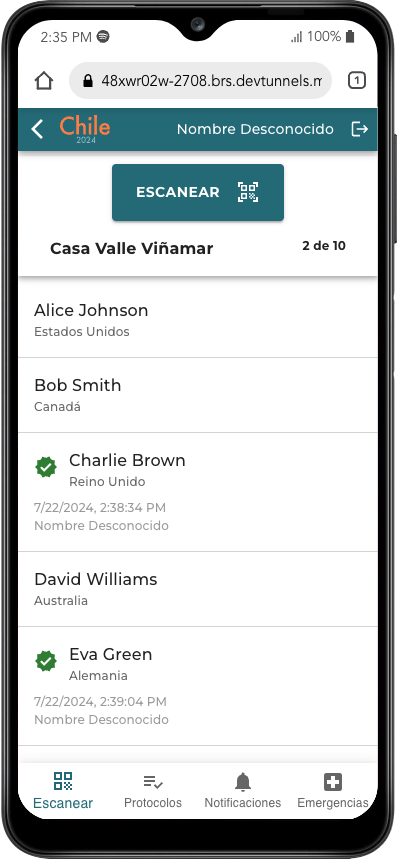 2:35 PM
100%
48xwr02w-2708.brs.devtunnels.m
1
Chile
2024
Nombre Desconocido
ESCANEAR
Casa Valle Viñamar
2 de 10
Alice Johnson
Estados Unidos
Bob Smith
Canadá
Charlie Brown
Reino Unido
7/22/2024, 2:38:34 PM
Nombre Desconocido
David Williams
Australia
Eva Green
Alemania
7/22/2024, 2:39:04 PM
Nombre Desconocido
Escanear
Protocolos
Notificaciones
Emergencias